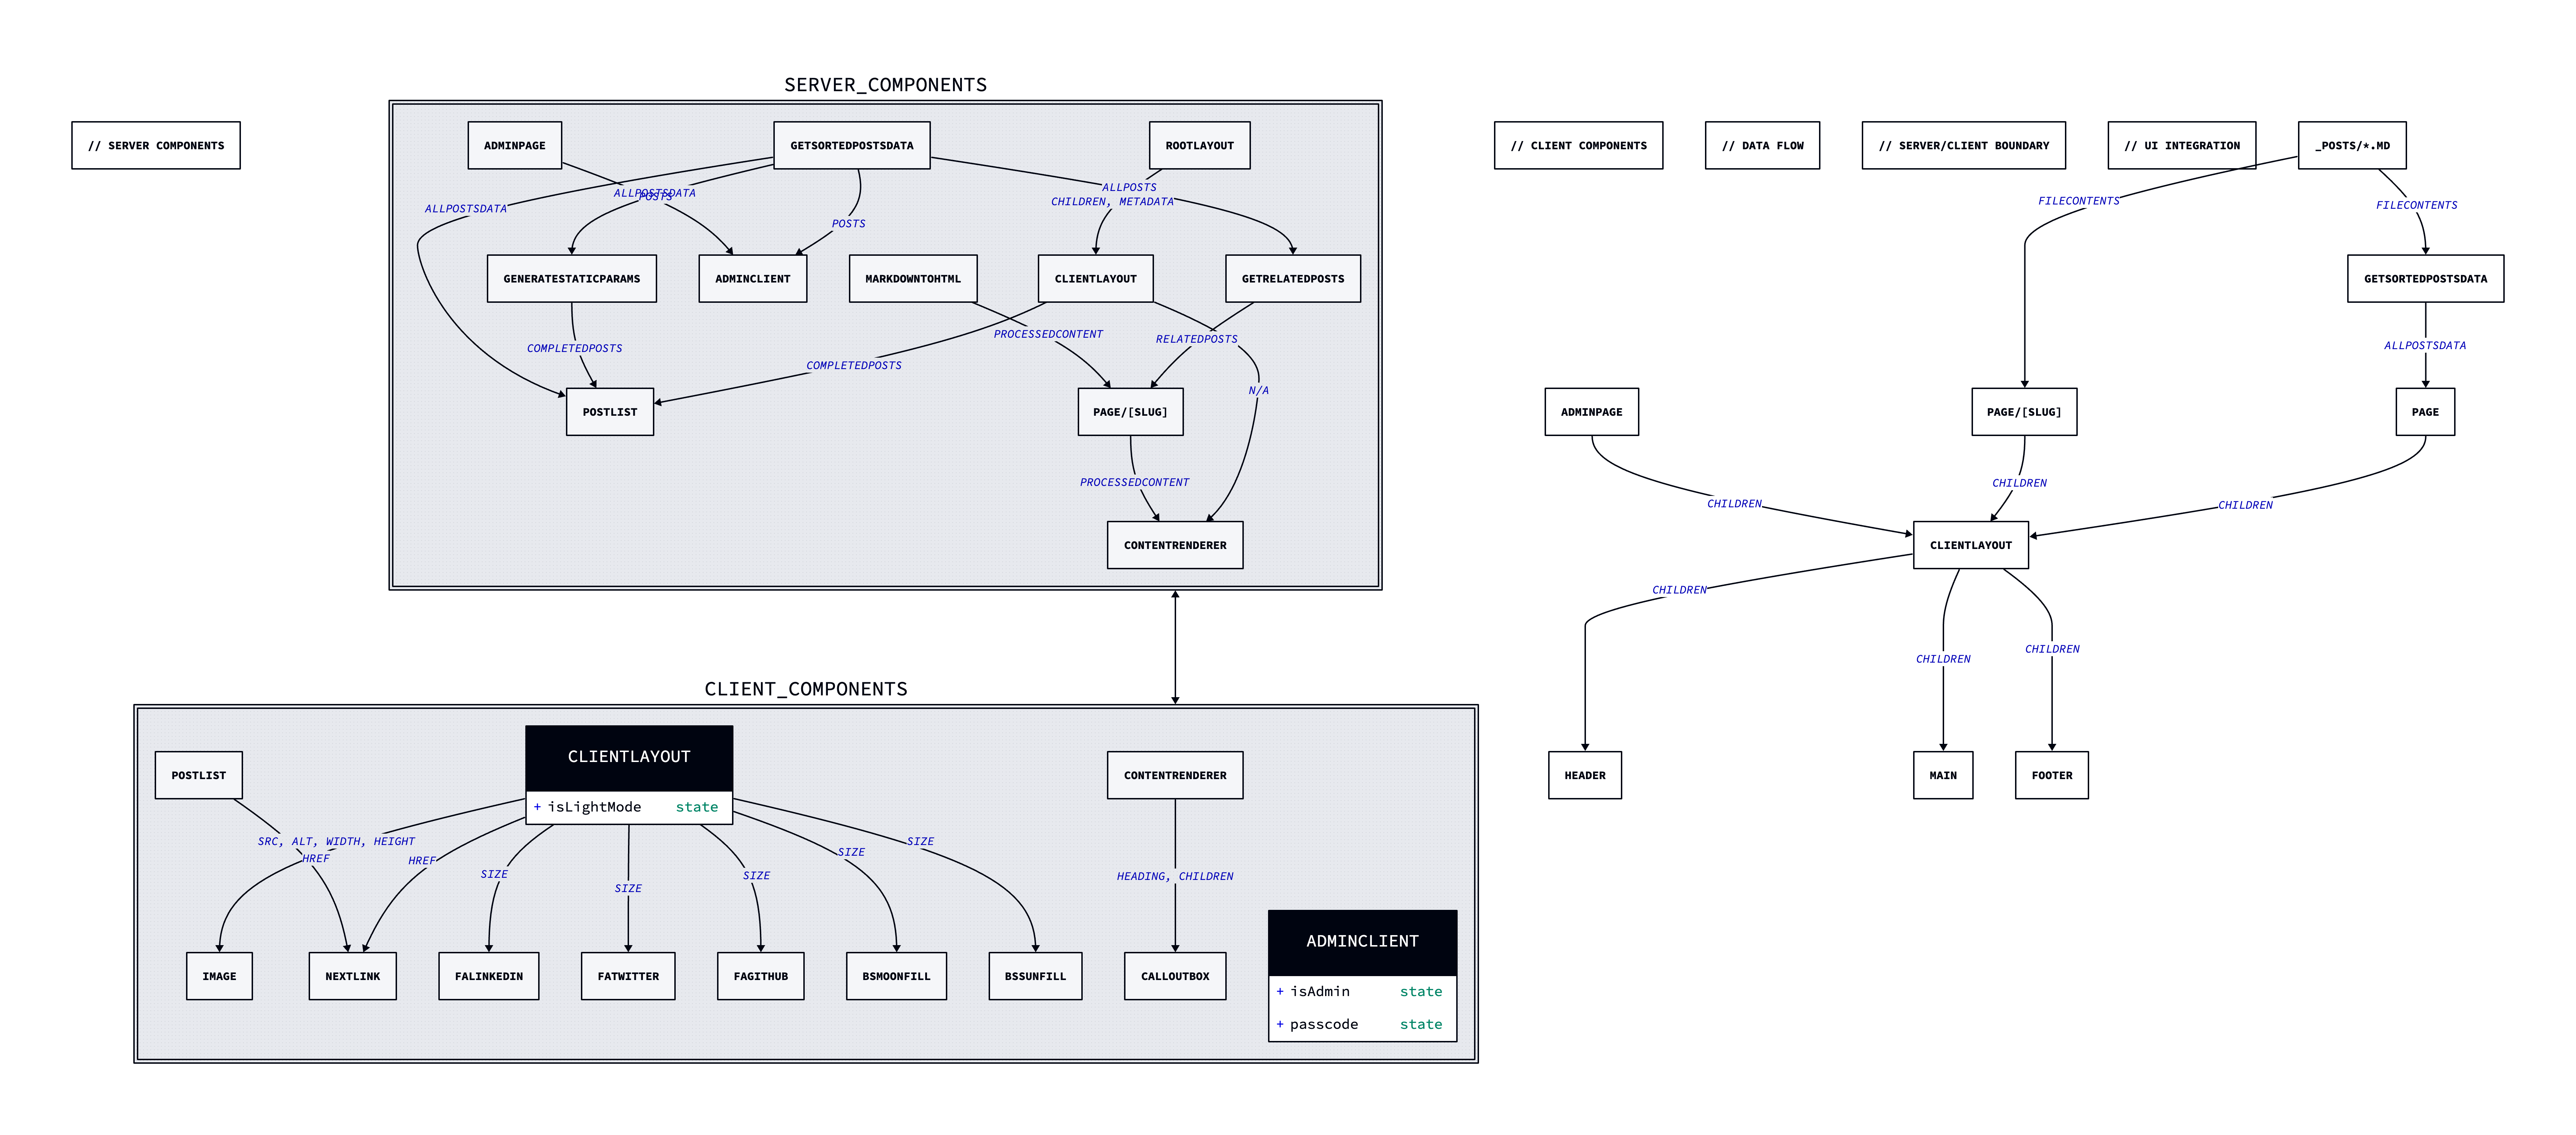 SERVER_COMPONENTS
// SERVER COMPONENTS
ADMINPAGE
GETSORTEDPOSTSDATA
ROOTLAYOUT
// CLIENT COMPONENTS
// DATA FLOW
// SERVER/CLIENT BOUNDARY
// UI INTEGRATION
_POSTS/*.MD
ALLPOSTSDATA
ALLPOSTSDATA
POSTS
POSTS
ALLPOSTS
CHILDREN, METADATA
FILECONTENTS
FILECONTENTS
GENERATESTATICPARAMS
ADMINCLIENT
MARKDOWNTOHTML
CLIENTLAYOUT
GETRELATEDPOSTS
GETSORTEDPOSTSDATA
COMPLETEDPOSTS
COMPLETEDPOSTS
PROCESSEDCONTENT
RELATEDPOSTS
N/A
ALLPOSTSDATA
POSTLIST
PAGE/[SLUG]
ADMINPAGE
PAGE/[SLUG]
PAGE
PROCESSEDCONTENT
CHILDREN
CHILDREN
CHILDREN
CONTENTRENDERER
CLIENTLAYOUT
CHILDREN
CHILDREN
CHILDREN
HEADER
MAIN
FOOTER
CLIENT_COMPONENTS
POSTLIST
CLIENTLAYOUT
+ isLightMode state
CONTENTRENDERER
SRC, ALT, WIDTH, HEIGHT
HREF
HREF
SIZE
SIZE
SIZE
SIZE
SIZE
HEADING, CHILDREN
IMAGE
NEXTLINK
FALINKEDIN
FATWITTER
FAGITHUB
BSMOONFILL
BSSUNFILL
CALLOUTBOX
ADMINCLIENT
+ isAdmin state
+ passcode state